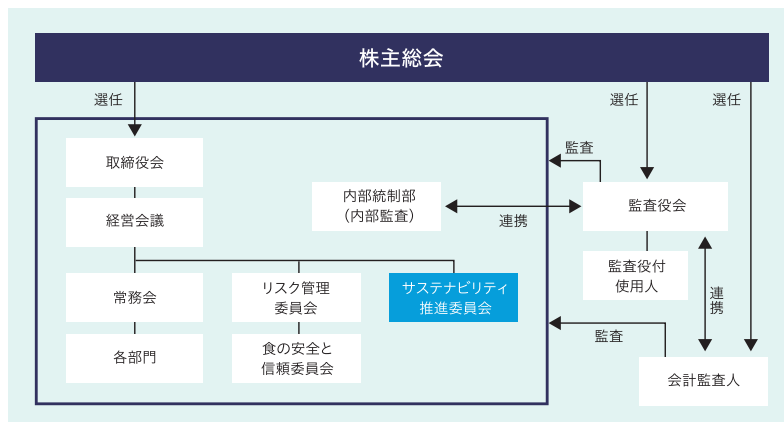 株主総会
選任
選任
選任
取締役会
経営会議
常務会
各部門
リスク管理
委員会
食の安全と
信頼委員会
サステナビリティ
推進委員会
内部統制部
（内部監査）
連携
監査
監査役会
監査役付
使用人
連携
監査
会計監査人